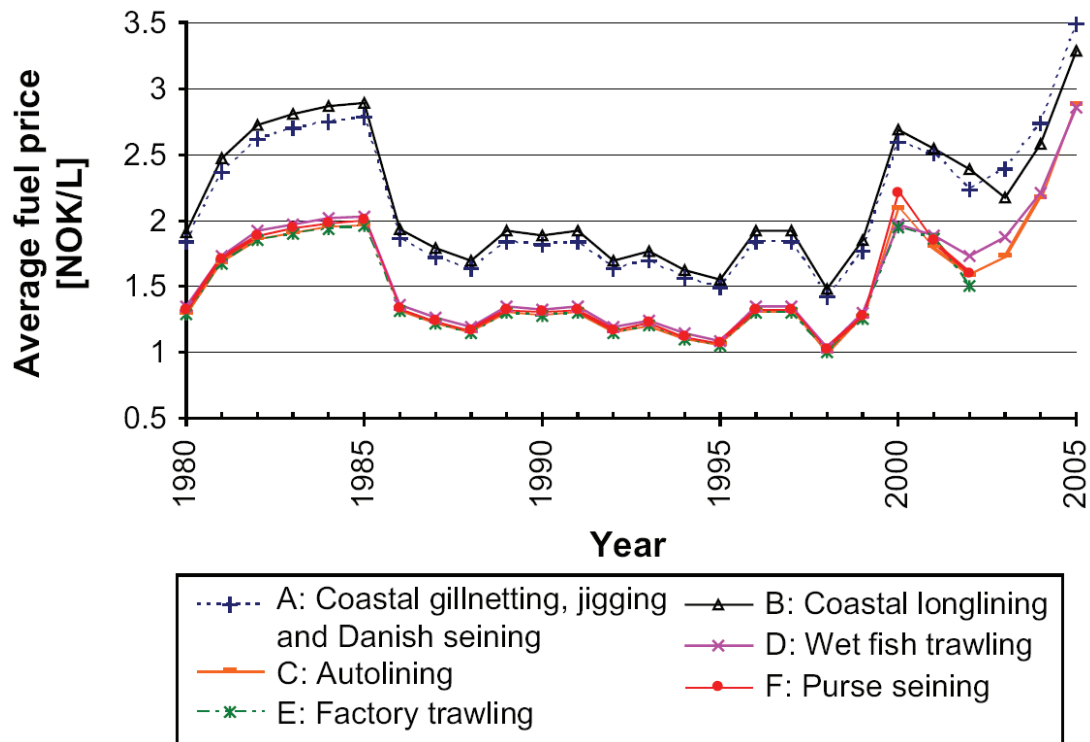 Average fuel price
[NOK/L]
3.5
3
2.5
2
1.5
1
0.5
1980
1985
1990
1995
2000
2005
Year
A: Coastal gillnetting, jigging
and Danish seining
B: Coastal longlining
C: Autolining
D: Wet fish trawling
E: Factory trawling
F: Purse seining